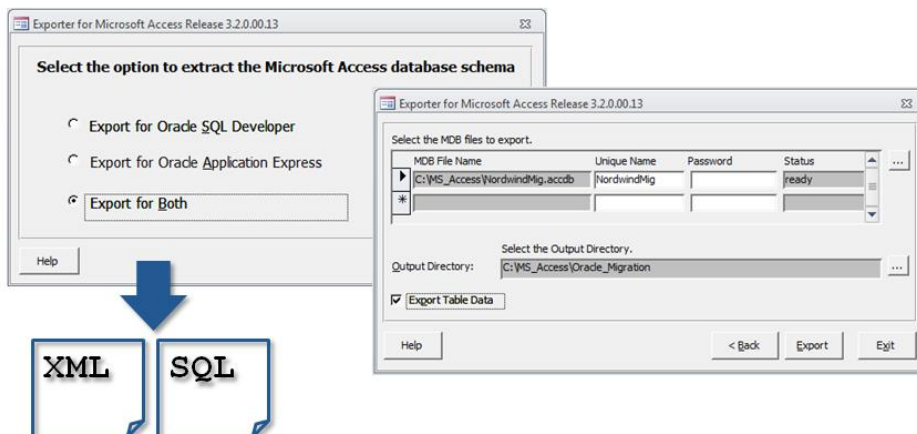 Exporter for Microsoft Access Release 3.2.0.00.13
Select the option to extract the Microsoft Access database schema
Export for Oracle SQL Developer
Export for Oracle Application Express
Export for Both
Help
Exporter for Microsoft Access Release 3.2.0.00.13
Select the MDB files to export.
MDB File Name Unique Name Password Status
C:\MS_Access\NordwindMig.accdb NordwindMig ready
...
Select the Output Directory.
Output Directory: C:\MS_Access\Oracle_Migration ...
Export Table Data
Help < Back Export Exit
XML SQL